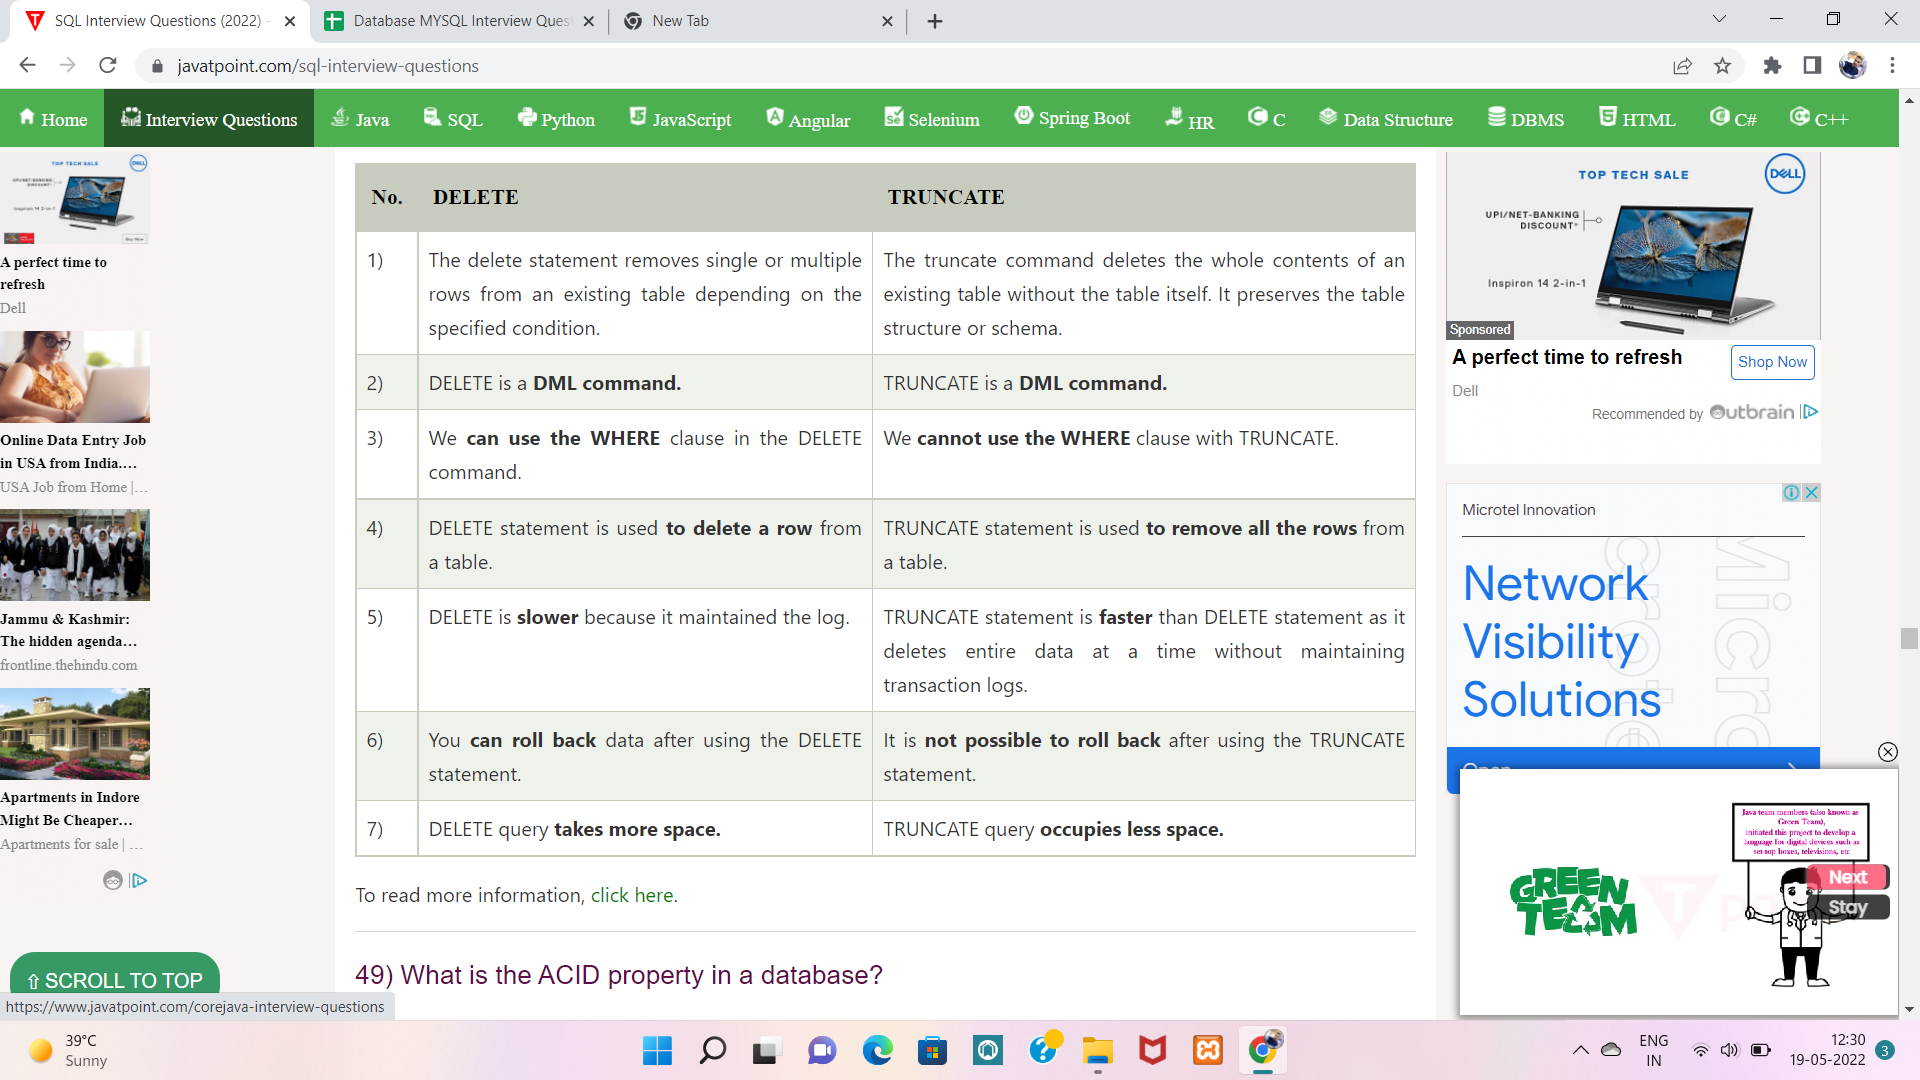 SQL Interview Questions (2022) -
Database MYSQL Interview Ques
New Tab
javatpoint.com/sql-interview-questions
Home
Interview Questions
Java
SQL
Python
JavaScript
Angular
Selenium
Spring Boot
HR
C
Data Structure
DBMS
HTML
C#
C++
TOP TECH SALE
DELL
UPI/NET-BANKING
DISCOUNT
Inspiron 14 2-in-1
Buy Now
A perfect time to
refresh
Dell
Online Data Entry Job
in USA from India.…
USA Job from Home |…
Jammu & Kashmir:
The hidden agenda…
frontline.thehindu.com
Apartments in Indore
Might Be Cheaper…
Apartments for sale | …
⇧ SCROLL TO TOP
https://www.javatpoint.com/corejava-interview-questions
No. DELETE TRUNCATE
1) The delete statement removes single or multiple The truncate command deletes the whole contents of an
rows from an existing table depending on the existing table without the table itself. It preserves the table
specified condition. structure or schema.
2) DELETE is a DML command. TRUNCATE is a DML command.
3) We can use the WHERE clause in the DELETE We cannot use the WHERE clause with TRUNCATE.
command.
4) DELETE statement is used to delete a row from TRUNCATE statement is used to remove all the rows from
a table. a table.
5) DELETE is slower because it maintained the log. TRUNCATE statement is faster than DELETE statement as it
deletes entire data at a time without maintaining
transaction logs.
6) You can roll back data after using the DELETE It is not possible to roll back after using the TRUNCATE
statement. statement.
7) DELETE query takes more space. TRUNCATE query occupies less space.
To read more information, click here.
49) What is the ACID property in a database?
TOP TECH SALE
DELL
UPI/NET-BANKING
DISCOUNT*
Inspiron 14 2-in-1
Sponsored
A perfect time to refresh
Shop Now
Dell
Recommended by Outbrain
Microtel Innovation
Network
Visibility
Solutions
Micro
crote
Open
Java team members (also known as
Green Team),
initiated this project to develop a
language for digital devices such as
set-top boxes, televisions, etc
GREEN
TEAM
Next
Stay
39°C
Sunny
ENG
IN
12:30
19-05-2022
3